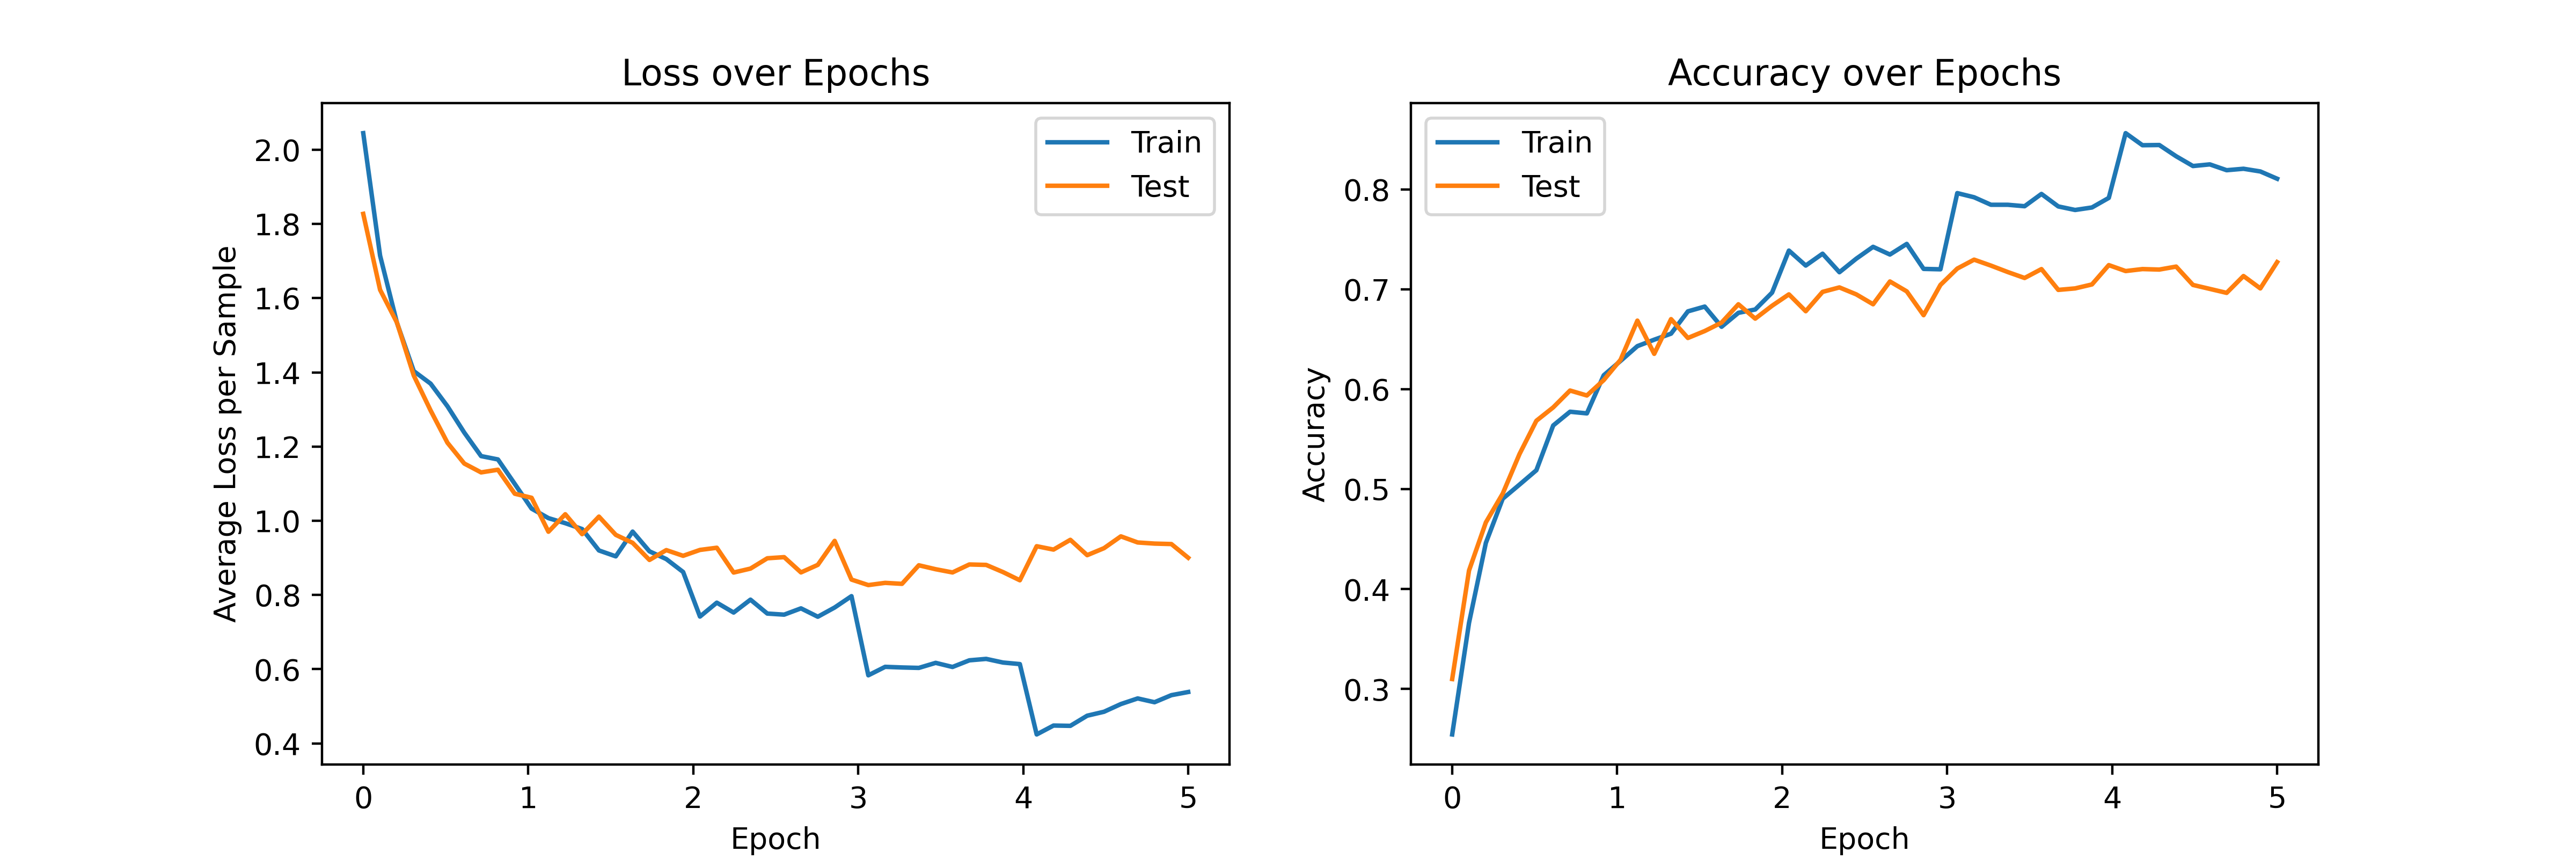 Loss over Epochs
Train
Test
2.0
1.8
1.6
1.4
1.2
1.0
0.8
0.6
0.4
Average Loss per Sample
0 1 2 3 4 5
Epoch
Accuracy over Epochs
Train
Test
0.8
0.7
0.6
0.5
0.4
0.3
Accuracy
0 1 2 3 4 5
Epoch